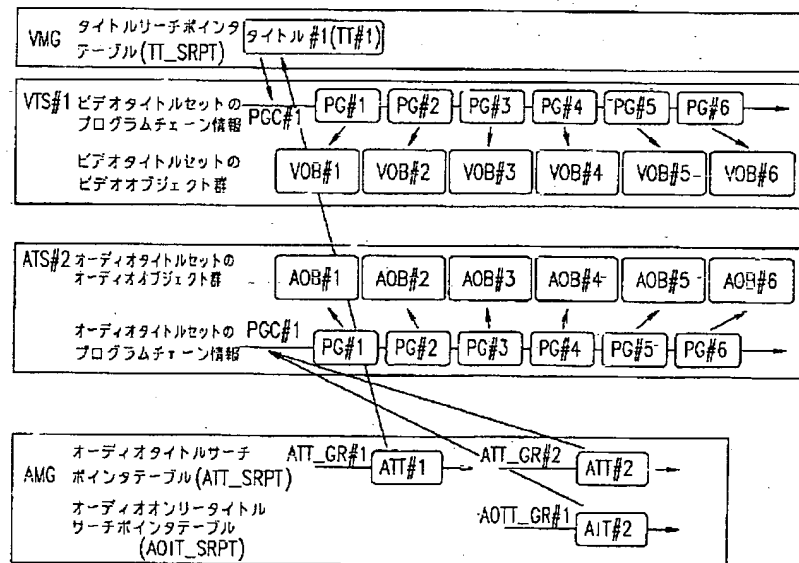 VMG タイトルサーチポインタ
テーブル(TT_SRPT)
タイトル#1(TT#1)
VTS#1 ビデオタイトルセットの
プログラムチェーン情報
PGC#1
PG#1 PG#2 PG#3 PG#4 PG#5 PG#6
ビデオタイトルセットの
ビデオオブジェクト群
VOB#1 VOB#2 VOB#3 VOB#4 VOB#5 VOB#6
ATS#2 オーディオタイトルセットの
オーディオオブジェクト群
AOB#1 AOB#2 AOB#3 AOB#4 AOB#5 AOB#6
オーディオタイトルセットの
プログラムチェーン情報
PGC#1
PG#1 PG#2 PG#3 PG#4 PG#5 PG#6
AMG
オーディオタイトルサーチ
ポインタテーブル(ATT_SRPT)
ATT_GR#1 ATT#1 ATT_GR#2 ATT#2
オーディオオンリータイトル
サーチポインタテーブル
(AOIT_SRPT)
AOTT_GR#1 AIT#2